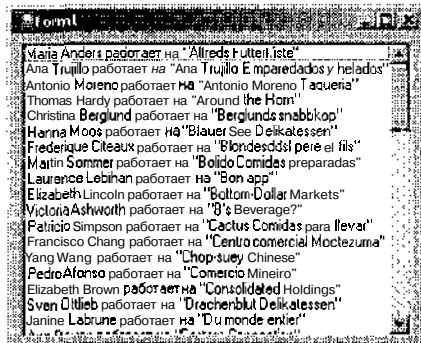 Form1
Maria Anders работает на "Alfreds Futterkiste"
Ana Trujillo работает на "Ana Trujillo Emparedados y helados"
Antonio Moreno работает на "Antonio Moreno Taqueria"
Thomas Hardy работает на "Around the Horn"
Christina Berglund работает на "Berglunds snabbkop"
Hanna Moos работает на "Blauer See Delikatessen"
Frederique Citeaux работает на "Blondesddsl pere el fils"
Martin Sommer работает на "Bolido Comidas preparadas"
Laurence Lebihan работает на "Bon app"
Elizabeth Lincoln работает на "Bottom-Dollar Markets"
Victoria Ashworth работает на "B's Beverage?"
Patricio Simpson работает на "Cactus Comidas para llevar"
Francisco Chang работает на "Centro comercial Moctezuma"
Yang Wang работает на "Chop-suey Chinese"
Pedro Afonso работает на "Comercio Mineiro"
Elizabeth Brown работает на "Consolidated Holdings"
Sven Ottlieb работает на "Drachenblut Delikatessen"
Janine Labrune работает на "Du monde entier"